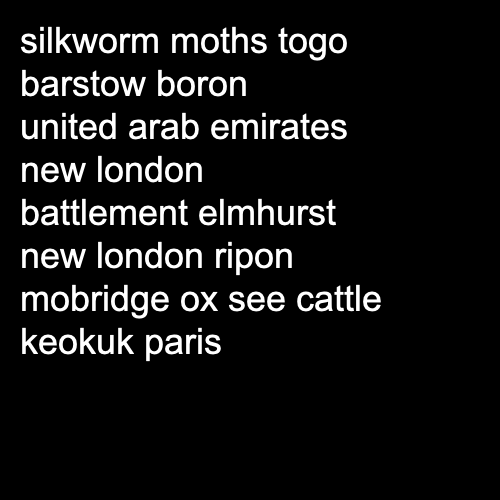 silkworm moths togo
barstow boron
united arab emirates
new london
battlement elmhurst
new london ripon
mobridge ox see cattle
keokuk paris